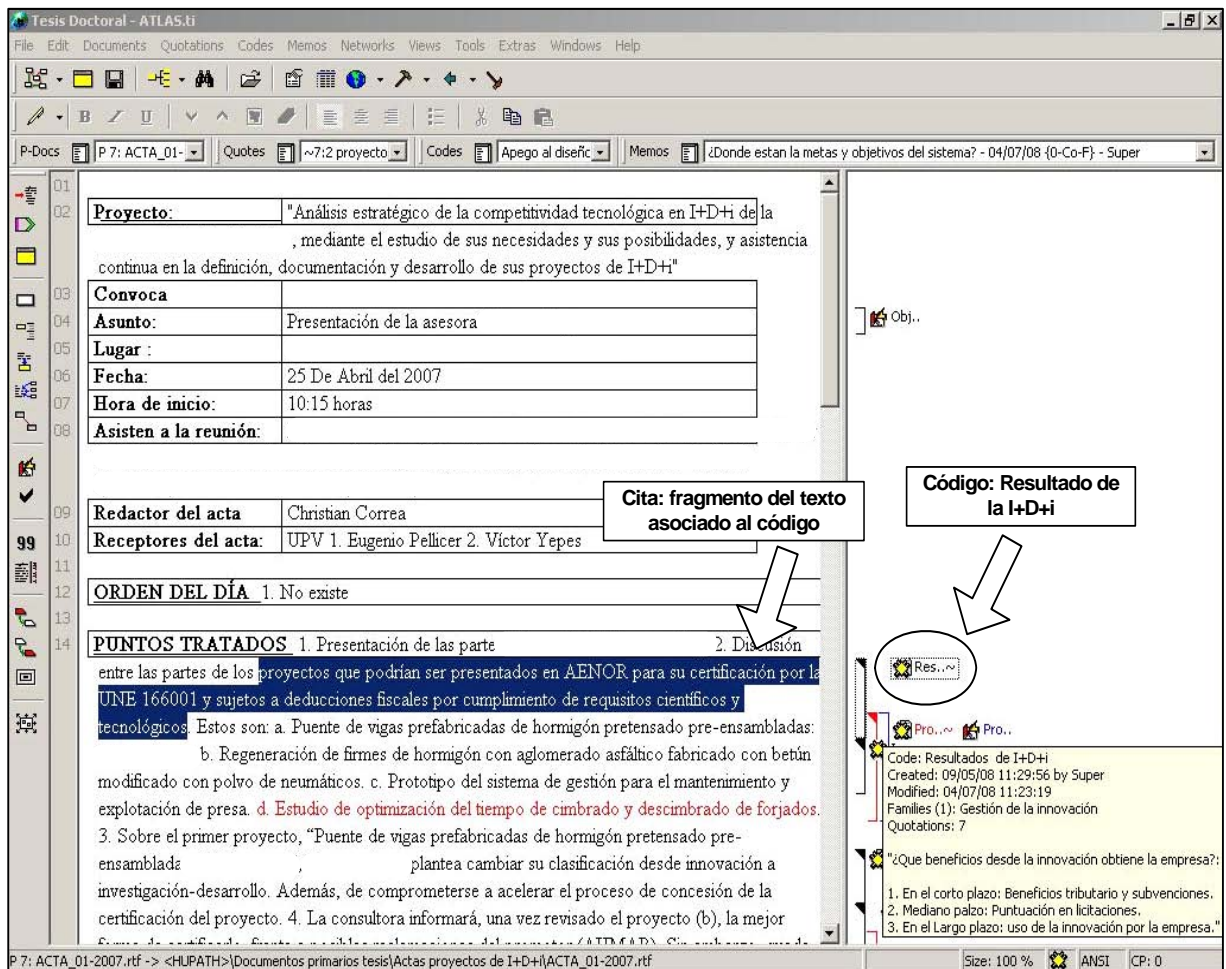 Tesis Doctoral - ATLAS.ti
File Edit Documents Quotations Codes Memos Networks Views Tools Extras Windows Help
B I U
P-Docs P 7: ACTA_01- Quotes ~7:2 proyecto Codes Apego al diseñc Memos ¿Donde estan la metas y objetivos del sistema? - 04/07/08 {0-Co-F} - Super
01
02 Proyecto: "Análisis estratégico de la competitividad tecnológica en I+D+i de la
, mediante el estudio de sus necesidades y sus posibilidades, y asistencia
continua en la definición, documentación y desarrollo de sus proyectos de I+D+i"
03 Convoca
04 Asunto: Presentación de la asesora
Obj..
05 Lugar :
06 Fecha: 25 De Abril del 2007
07 Hora de inicio: 10:15 horas
08 Asisten a la reunión:
Cita: fragmento del texto
asociado al código
Código: Resultado de
la I+D+i
09 Redactor del acta Christian Correa
99 10 Receptores del acta: UPV 1. Eugenio Pellicer 2. Víctor Yepes
11
12 ORDEN DEL DÍA 1. No existe
13
14 PUNTOS TRATADOS 1. Presentación de las parte 2. Discusión
entre las partes de los proyectos que podrían ser presentados en AENOR para su certificación por la
Res..~
UNE 166001 y sujetos a deducciones fiscales por cumplimiento de requisitos científicos y
tecnológicos. Estos son: a. Puente de vigas prefabricadas de hormigón pretensado pre-ensambladas:
Pro..~ Pro..
b. Regeneración de firmes de hormigón con aglomerado asfáltico fabricado con betún
modificado con polvo de neumáticos. c. Prototipo del sistema de gestión para el mantenimiento y
explotación de presa. d. Estudio de optimización del tiempo de cimbrado y descimbrado de forjados.
3. Sobre el primer proyecto, “Puente de vigas prefabricadas de hormigón pretensado pre-
ensamblada , plantea cambiar su clasificación desde innovación a
investigación-desarrollo. Además, de comprometerse a acelerar el proceso de concesión de la
certificación del proyecto. 4. La consultora informará, una vez revisado el proyecto (b), la mejor
Code: Resultados de I+D+i
Created: 09/05/08 11:29:56 by Super
Modified: 04/07/08 11:23:19
Families (1): Gestión de la innovación
Quotations: 7
"¿Que beneficios desde la innovación obtiene la empresa?:
1. En el corto plazo: Beneficios tributario y subvenciones.
2. Mediano palzo: Puntuación en licitaciones.
3. En el Largo plazo: uso de la innovación por la empresa."
P 7: ACTA_01-2007.rtf -> <HUPATH>\Documentos primarios tesis\Actas proyectos de I+D+i\ACTA_01-2007.rtf Size: 100 % ANSI CP: 0